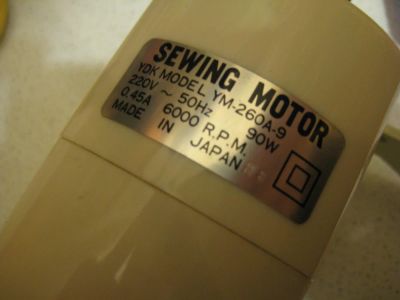 SEWING MOTOR
YDK MODEL YM-260A-9
220V ~ 50Hz 90W
0.45A 6000 R.P.M.
MADE IN JAPAN